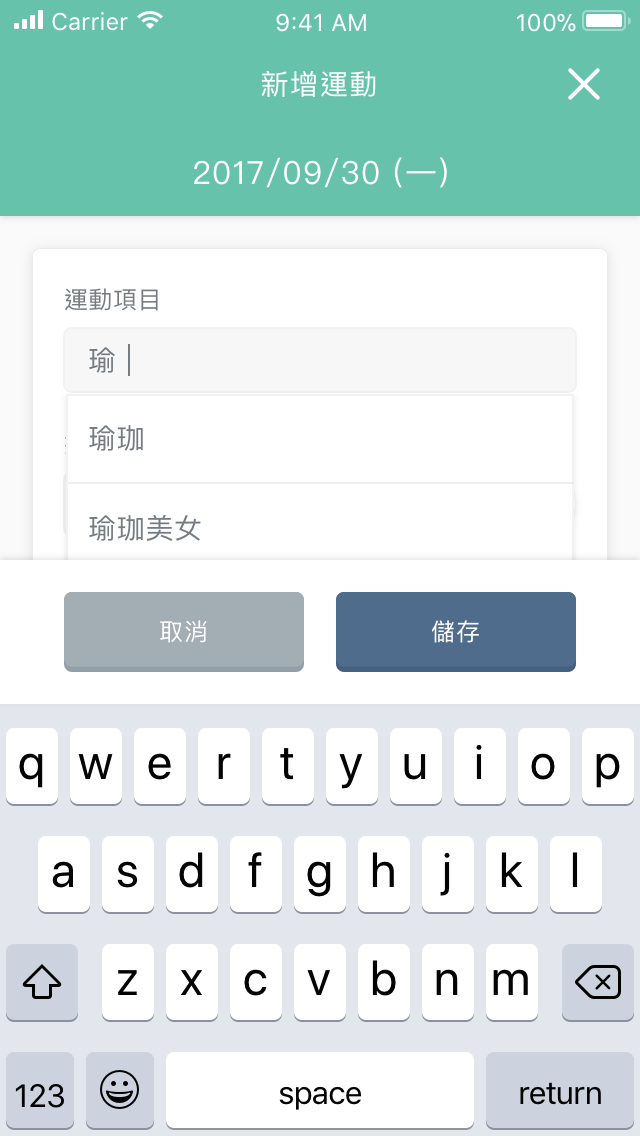 Carrier 9:41 AM 100%
新增運動
2017/09/30 (一)
運動項目
瑜
瑜珈
瑜珈美女
取消 儲存
q w e r t y u i o p
a s d f g h j k l
z x c v b n m
123 space return